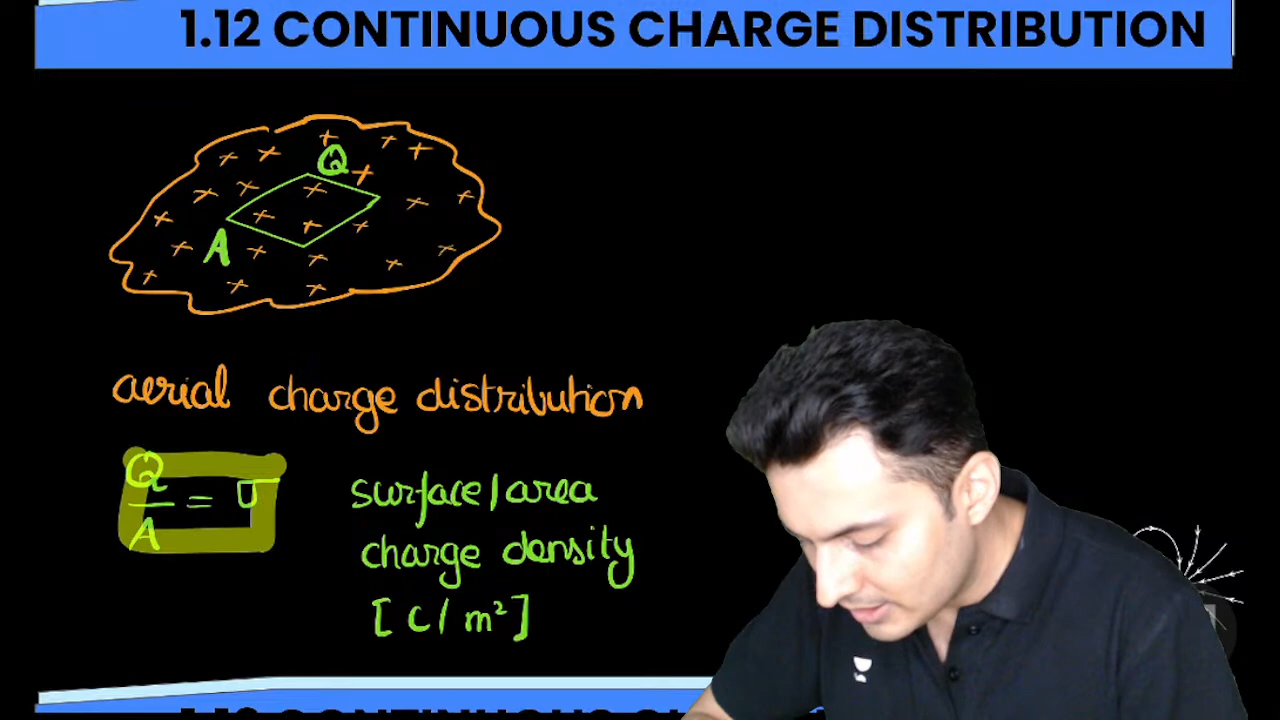 1.12 CONTINUOUS CHARGE DISTRIBUTION
Q
A
aerial charge distribution
Q/A = σ
surface/area
charge density
[C/m²]